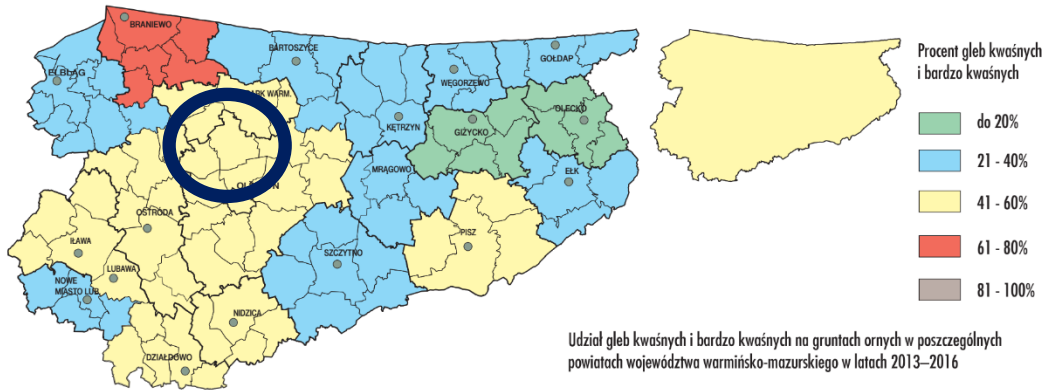 BRANIEWO
BARTOSZYCE
GOŁDAP
ELBLĄG
WĘGORZEWO
ARK WARM.
OLECKO
KĘTRZYN
GIŻYCKO
MRĄGOWO
EŁK
OSTRÓDA
PISZ
IŁAWA
SZCZYTNO
LUBAWA
NOWE
MIASTO LUB.
NIDZICA
DZIAŁDOWO
Procent gleb kwaśnych
i bardzo kwaśnych
do 20%
21 - 40%
41 - 60%
61 - 80%
81 - 100%
Udział gleb kwaśnych i bardzo kwaśnych na gruntach ornych w poszczególnych
powiatach województwa warmińsko-mazurskiego w latach 2013–2016